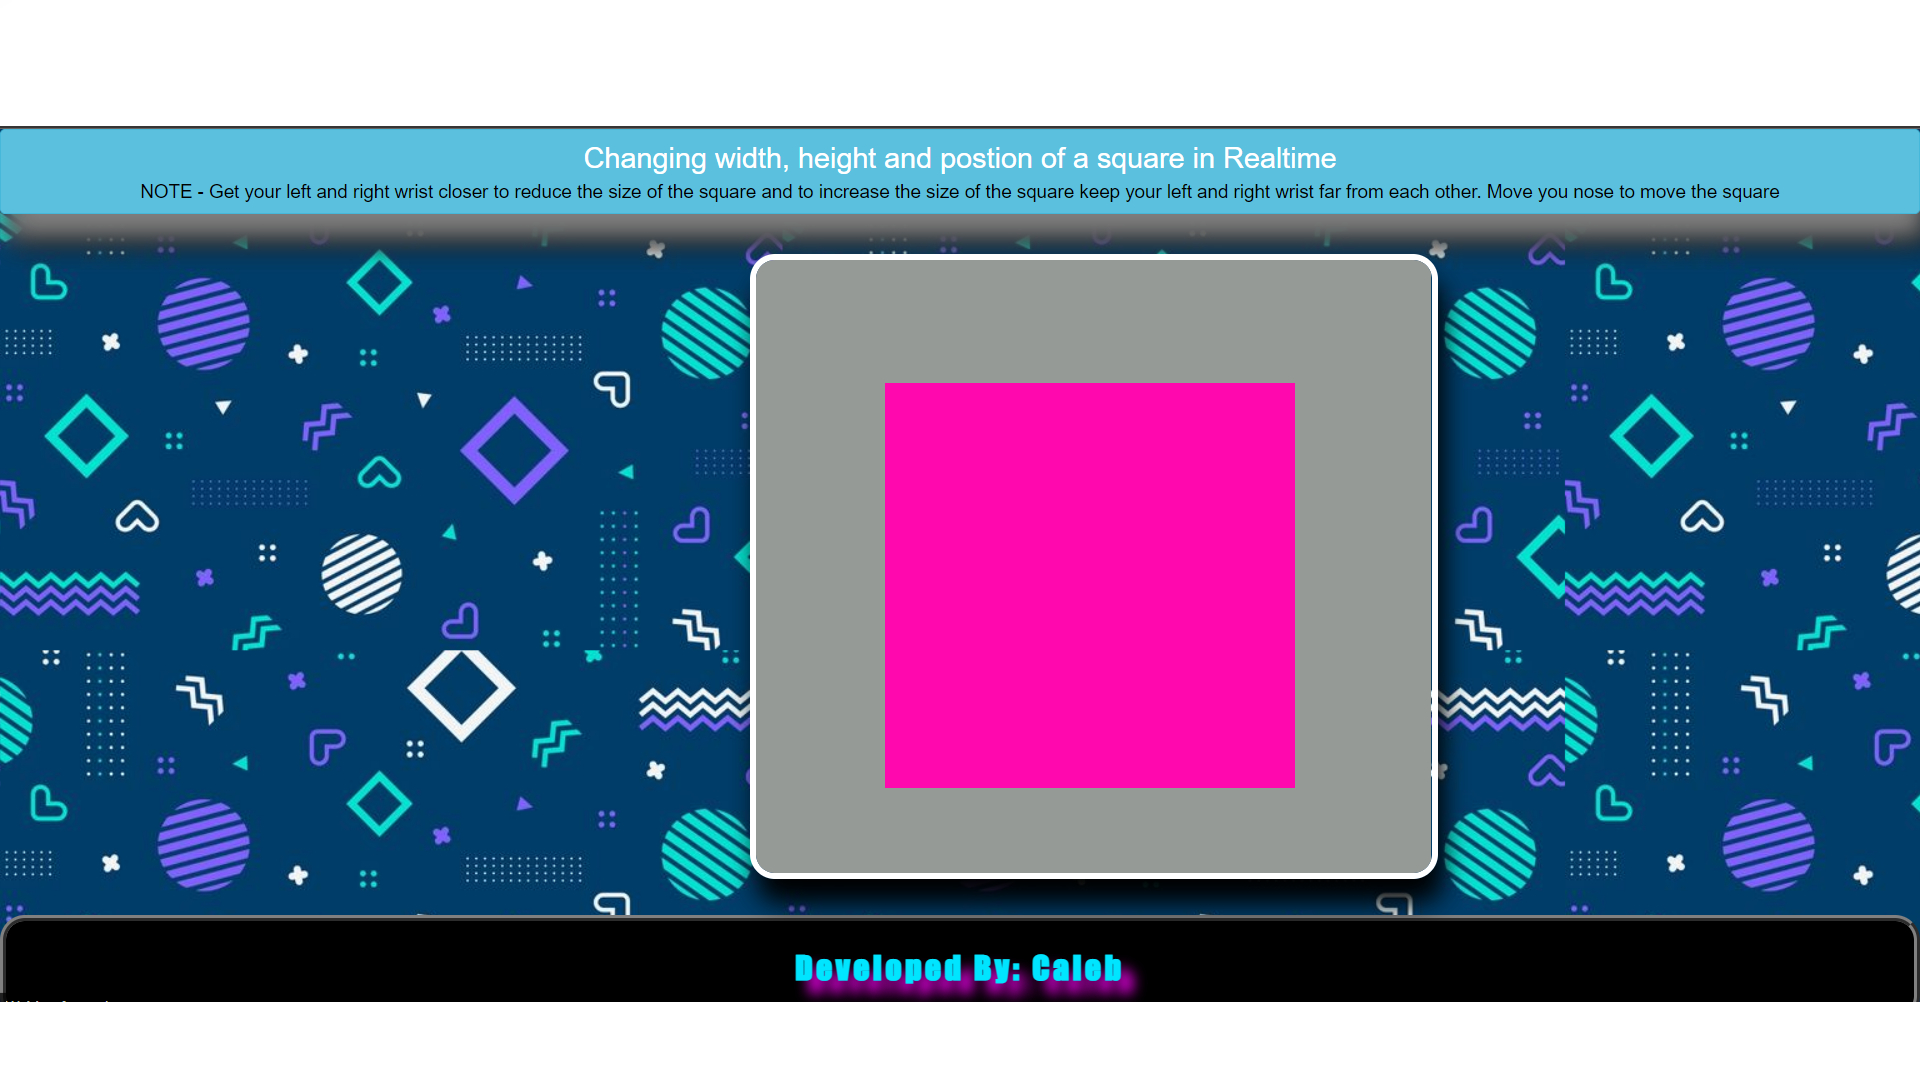 Changing width, height and postion of a square in Realtime
NOTE - Get your left and right wrist closer to reduce the size of the square and to increase the size of the square keep your left and right wrist far from each other. Move you nose to move the square
Developed By: Caleb